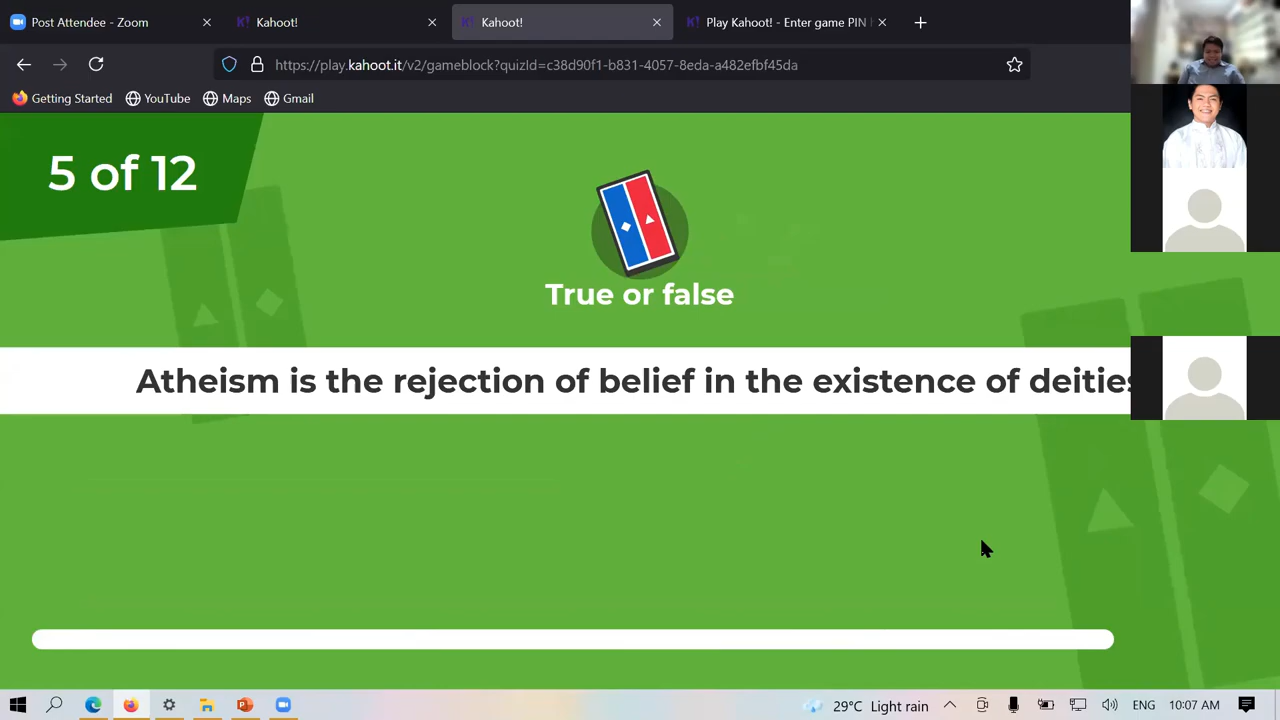 Post Attendee - Zoom
Kahoot!
Kahoot!
Play Kahoot! - Enter game PIN
https://play.kahoot.it/v2/gameblock?quizId=c38d90f1-b831-4057-8eda-a482efbf45da
Getting Started
YouTube
Maps
Gmail
5 of 12
True or false
Atheism is the rejection of belief in the existence of deities
29°C Light rain
ENG
10:07 AM